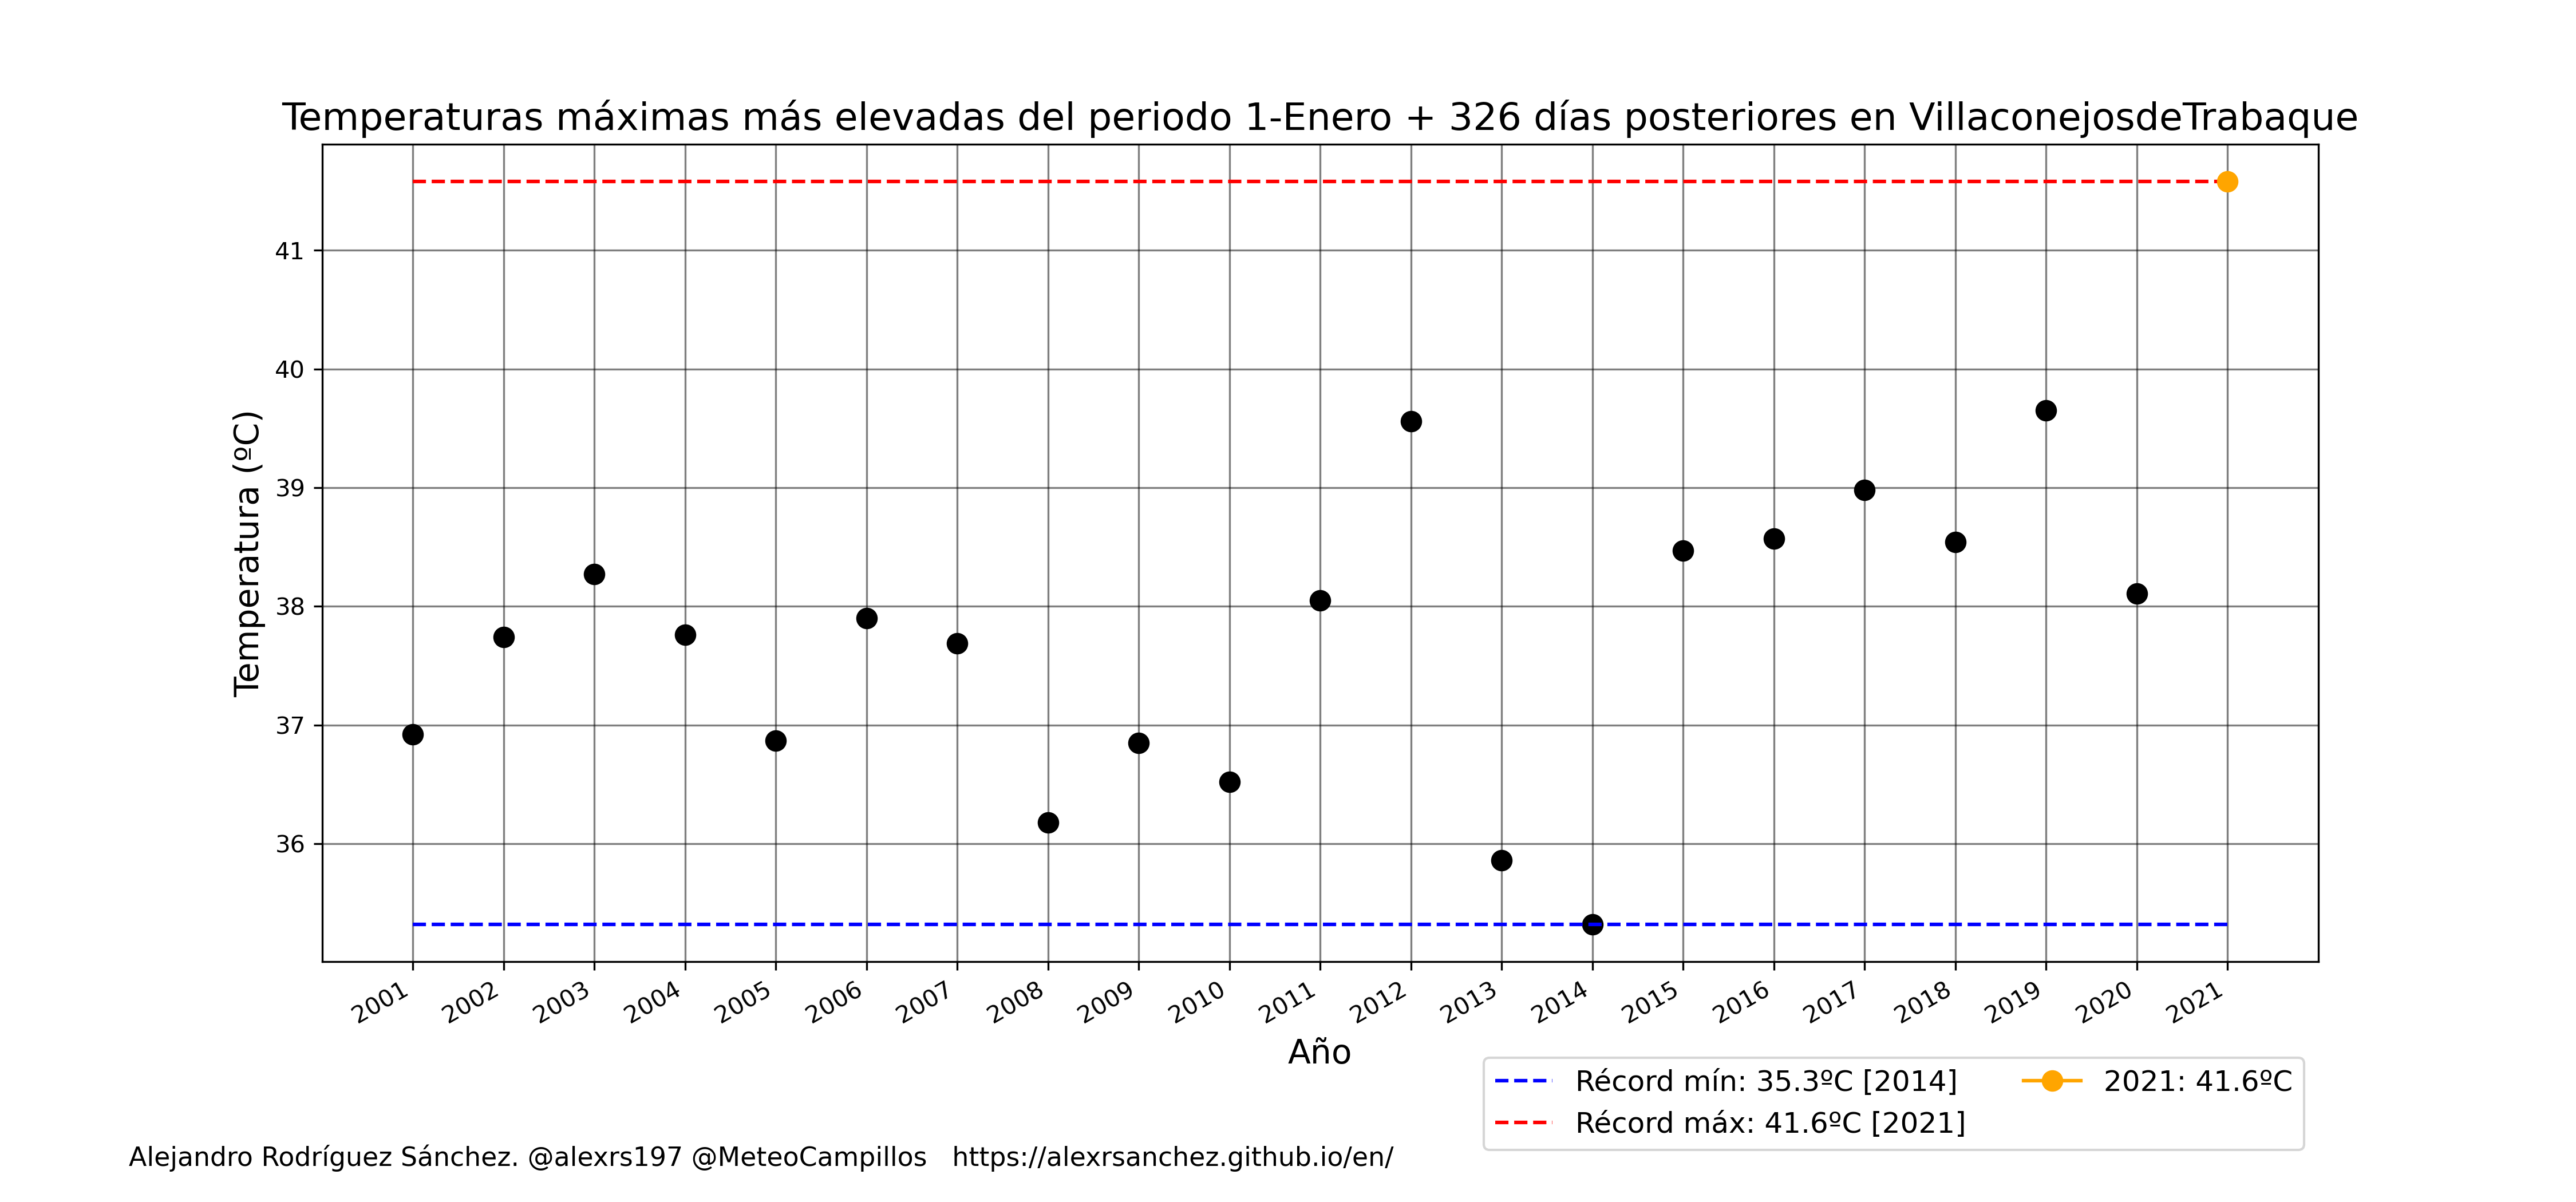 Temperaturas máximas más elevadas del periodo 1-Enero + 326 días posteriores en VillaconejosdeTrabaque
Temperatura (ºC)
41
40
39
38
37
36
2001 2002 2003 2004 2005 2006 2007 2008 2009 2010 2011 2012 2013 2014 2015 2016 2017 2018 2019 2020 2021
Año
Récord mín: 35.3ºC [2014] 2021: 41.6ºC
Récord máx: 41.6ºC [2021]
Alejandro Rodríguez Sánchez. @alexrs197 @MeteoCampillos https://alexrsanchez.github.io/en/